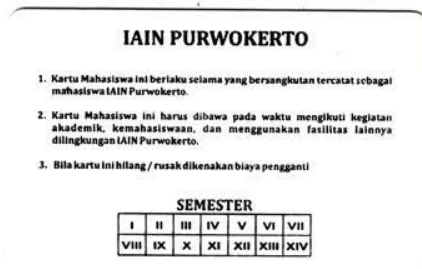 IAIN PURWOKERTO
1. Kartu Mahasiswa ini berlaku selama yang bersangkutan tercatat sebagai
mahasiswa IAIN Purwokerto.
2. Kartu Mahasiswa ini harus dibawa pada waktu mengikuti kegiatan
akademik, kemahasiswaan, dan menggunakan fasilitas lainnya
dilingkungan IAIN Purwokerto.
3. Bila kartu ini hilang / rusak dikenakan biaya pengganti
SEMESTER
I II III IV V VI VII
VIII IX X XI XII XIII XIV